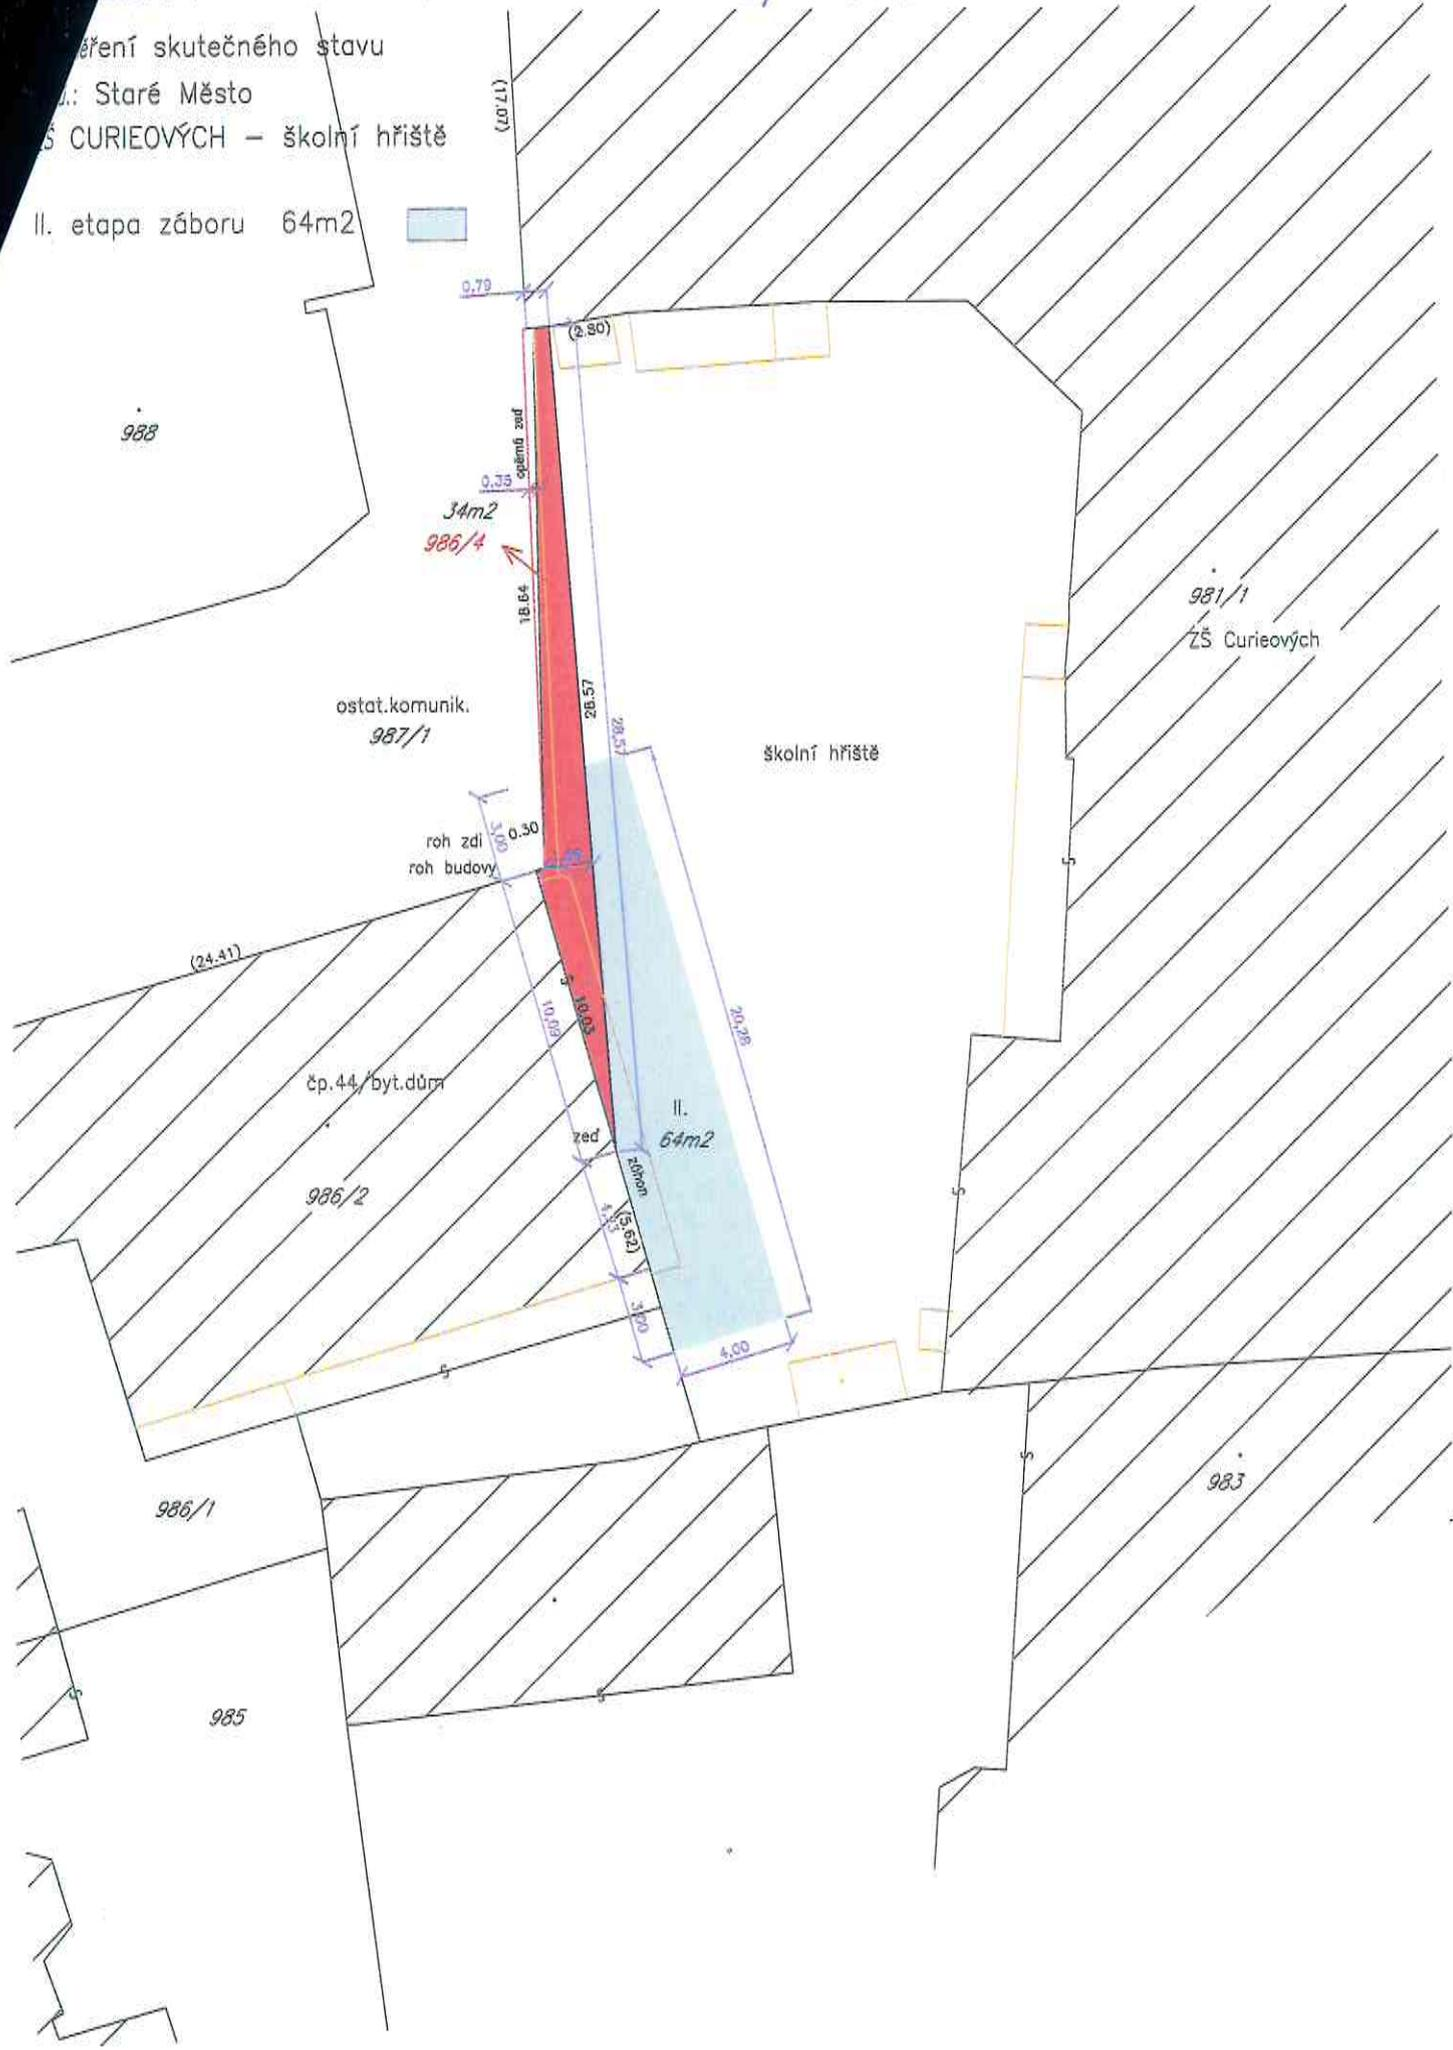 ěření skutečného stavu
.: Staré Město
Š CURIEOVÝCH – školní hřiště
II. etapa záboru 64m2
(17.07)
0,79
(2.80)
988
opěrná zeď
0,35
34m2
986/4
18.64
981/1
ZŠ Curieových
ostat.komunik.
987/1
28.57
28,57
školní hřiště
3,00
0.30
roh zdi
roh budovy
(24.41)
10,09
10.03
20,28
čp.44/byt.dům
II.
64m2
zeď
záhon
986/2
(5.62)
3,00
4,00
986/1
983
985